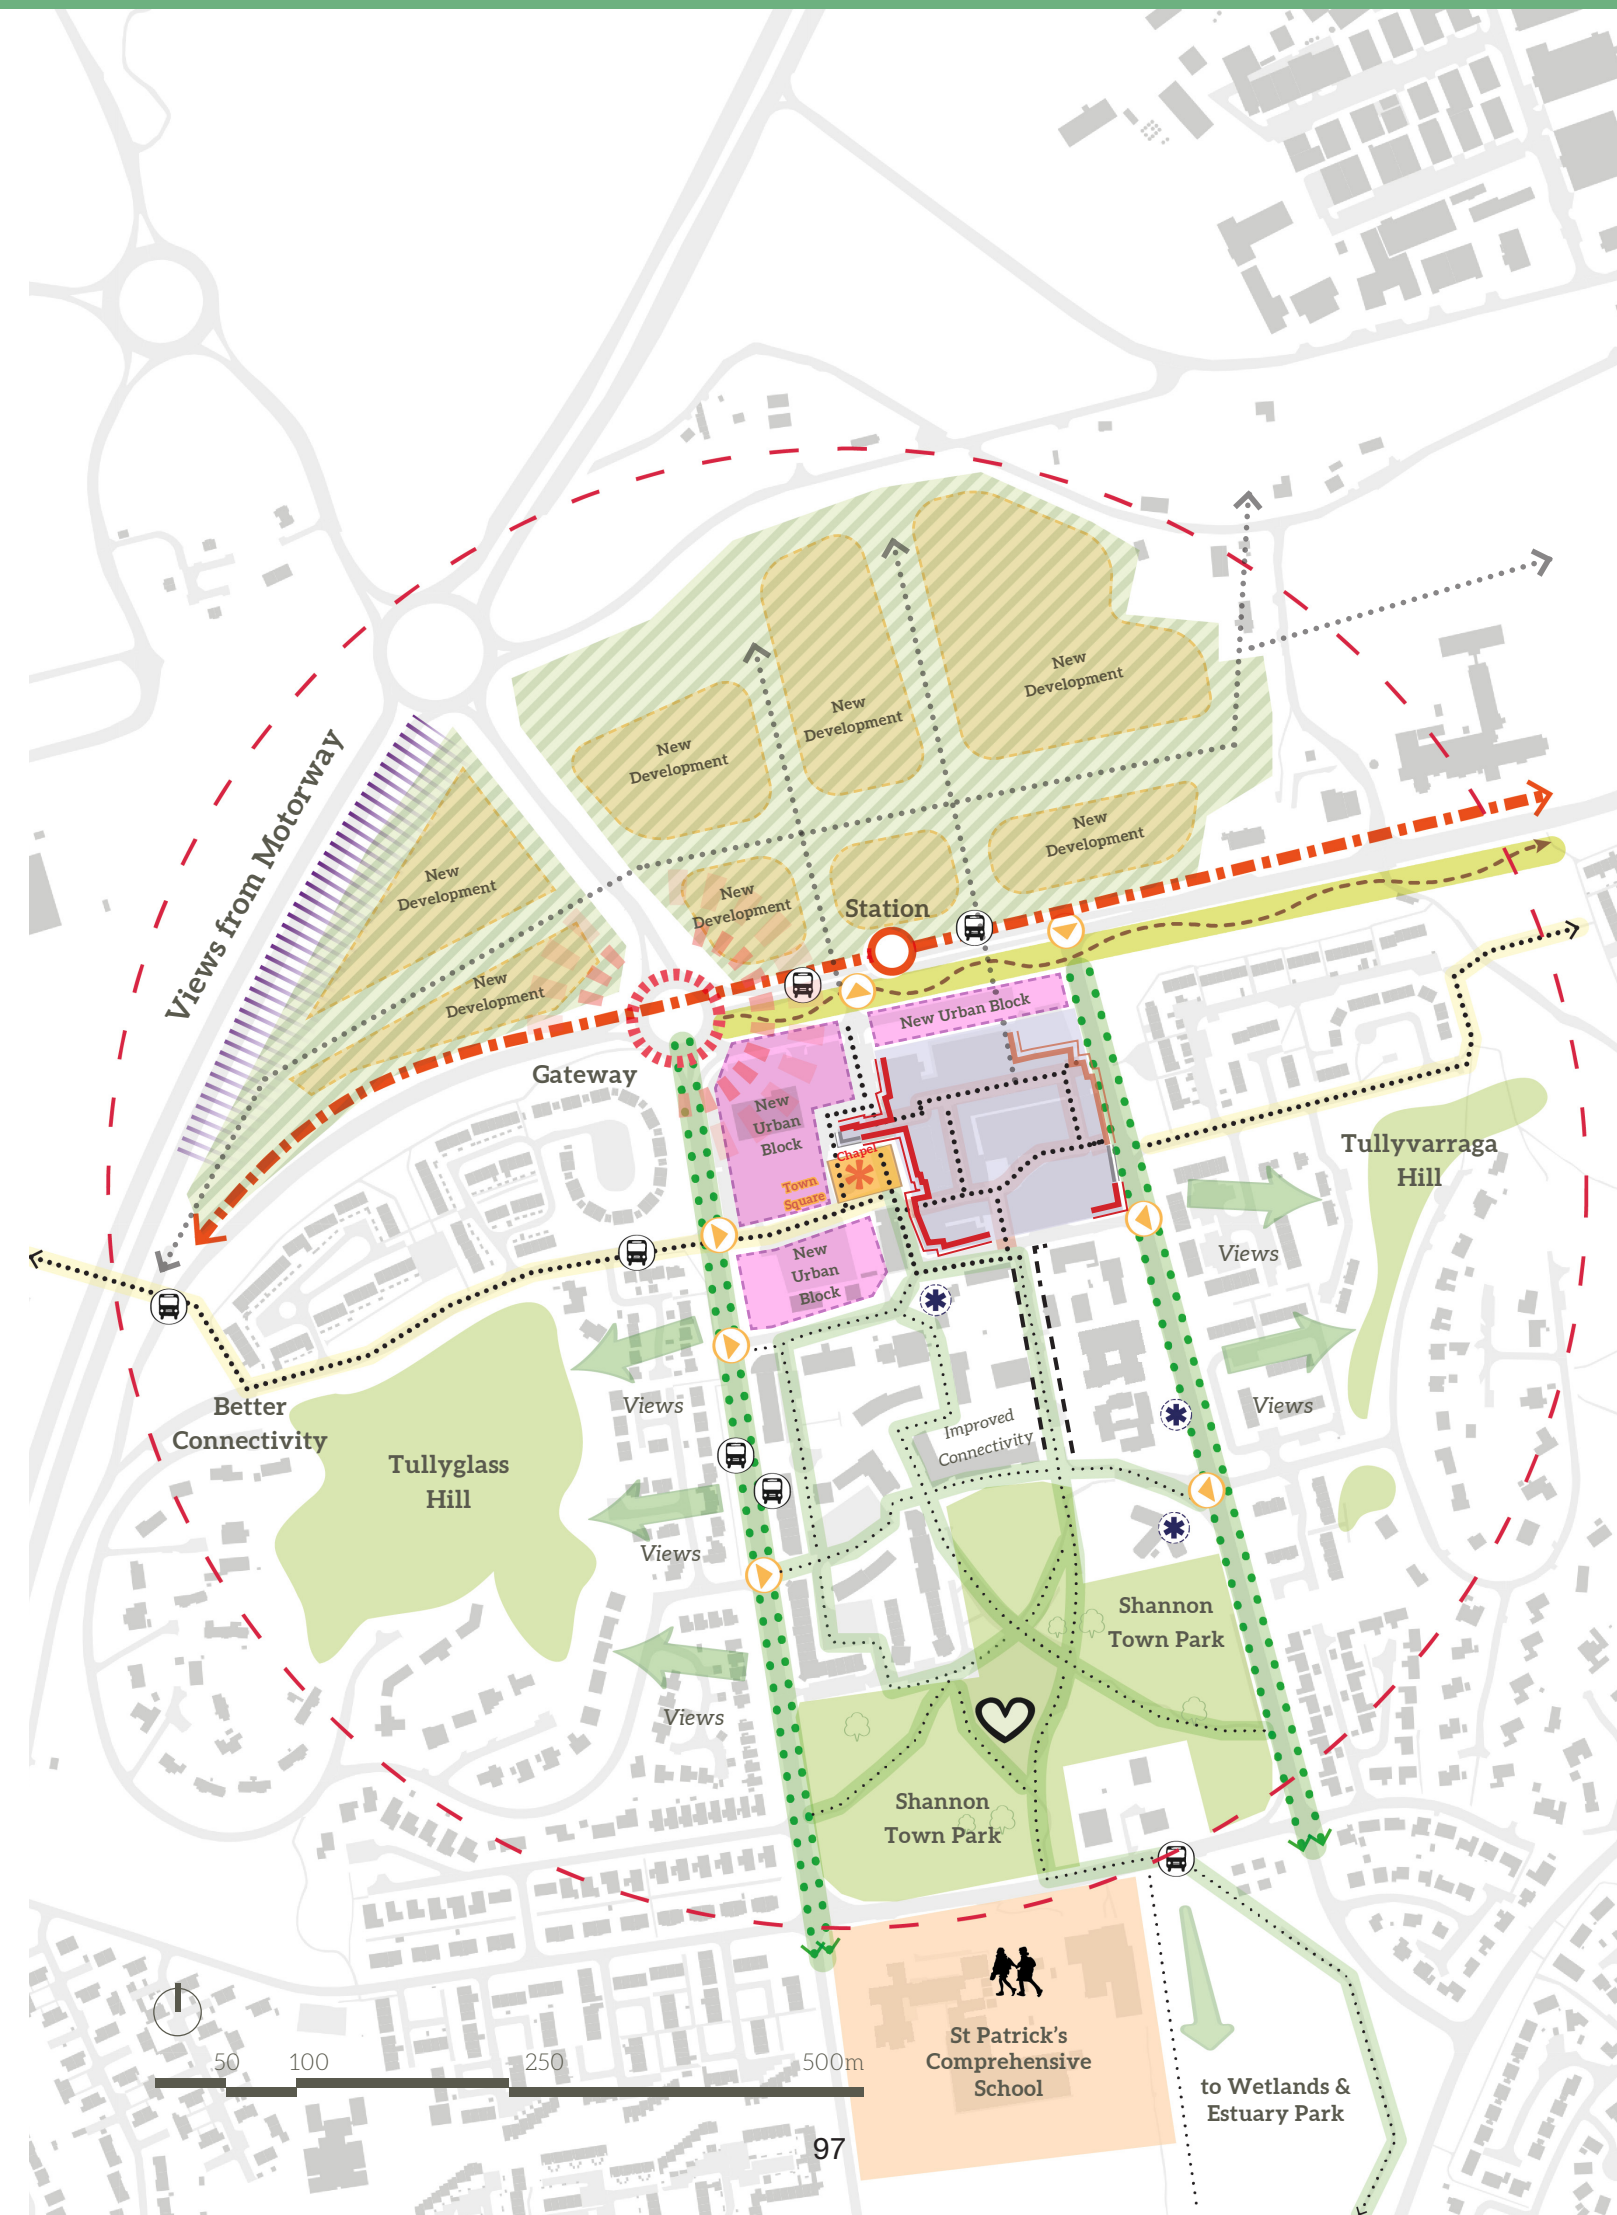 New
Development
New
Development
New
Development
New
Development
New
Development
New
Development
New
Development
Views from Motorway
Station
Gateway
New Urban Block
New
Urban
Block
Chapel
Town
Square
New
Urban
Block
Tullyvarraga
Hill
Views
Views
Better
Connectivity
Tullyglass
Hill
Views
Views
Views
Improved
Connectivity
Shannon
Town Park
Shannon
Town Park
St Patrick’s
Comprehensive
School
to Wetlands &
Estuary Park
50
100
250
500m
97